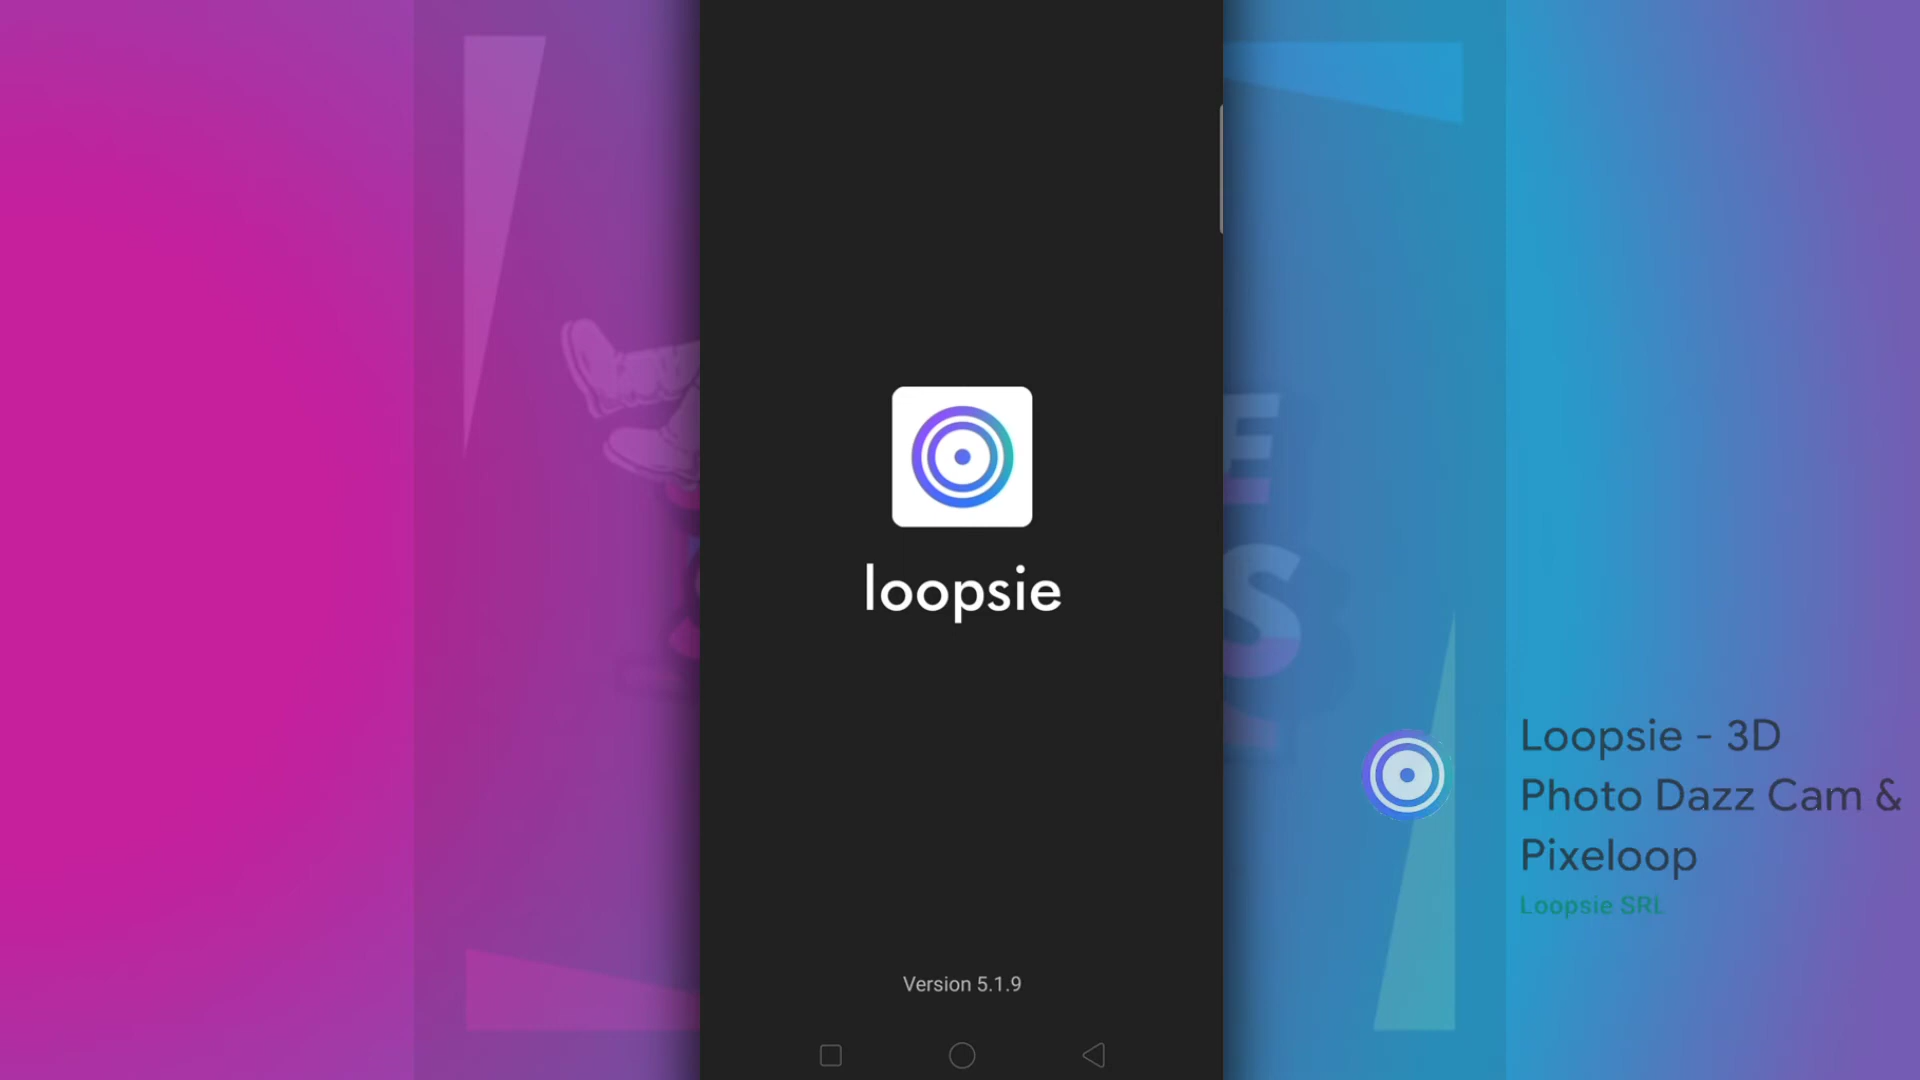 loopsie
Version 5.1.9
E
S
Loopsie - 3D
Photo Dazz Cam &
Pixeloop
Loopsie SRL